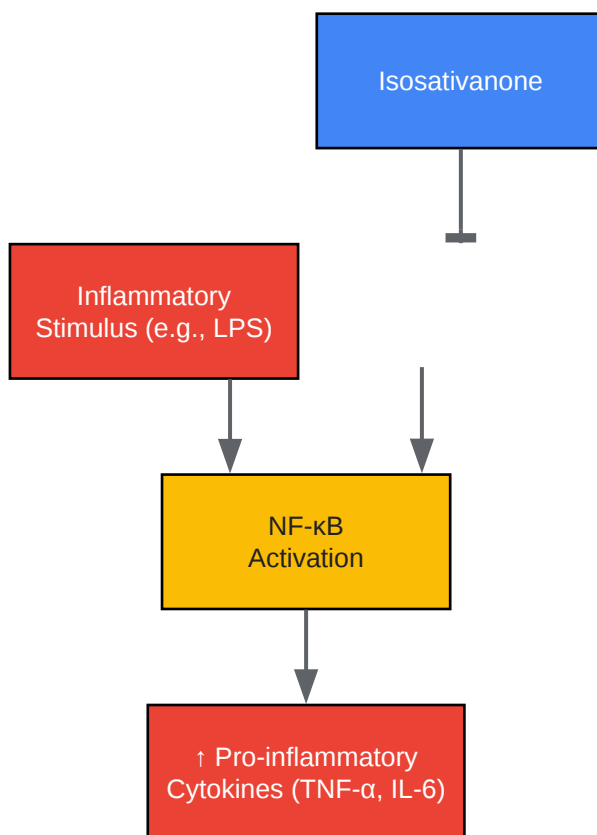 Isosativanone
Inflammatory
Stimulus (e.g., LPS)
NF-κB
Activation
↑ Pro-inflammatory
Cytokines (TNF-α, IL-6)